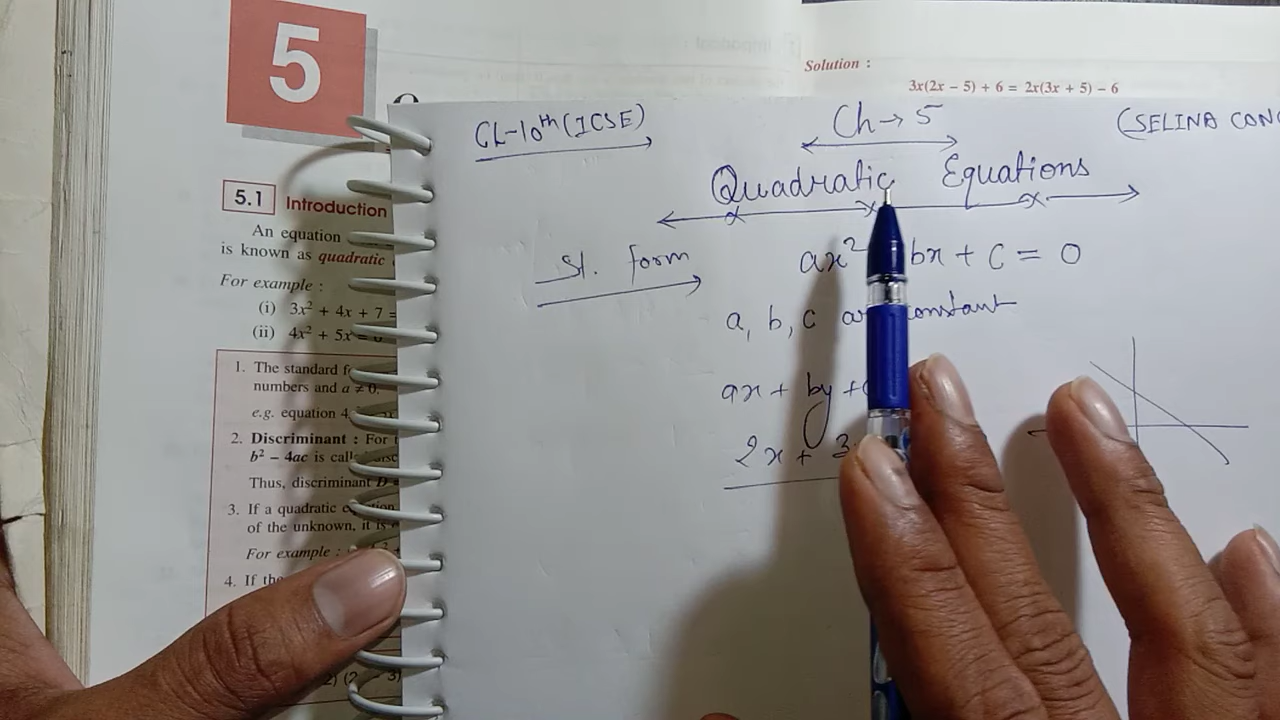 5
Solution :
3x(2x − 5) + 6 = 2x(3x + 5) − 6
CL-10th (ICSE)
Ch → 5
(SELINA CONC
Quadratic Equations
St. form
ax² bx + c = 0
a, b, c constant
ax + by +
2x + 3
5.1 Introduction
An equation
is known as quadratic
For example :
(i) 3x² + 4x + 7 =
(ii) 4x² + 5x =
1. The standard
numbers and a ≠ 0.
e.g. equation 4
2. Discriminant : For
b² − 4ac is
Thus, discriminant D =
3. If a quadratic
of the unknown, it is
For example :
4. If the